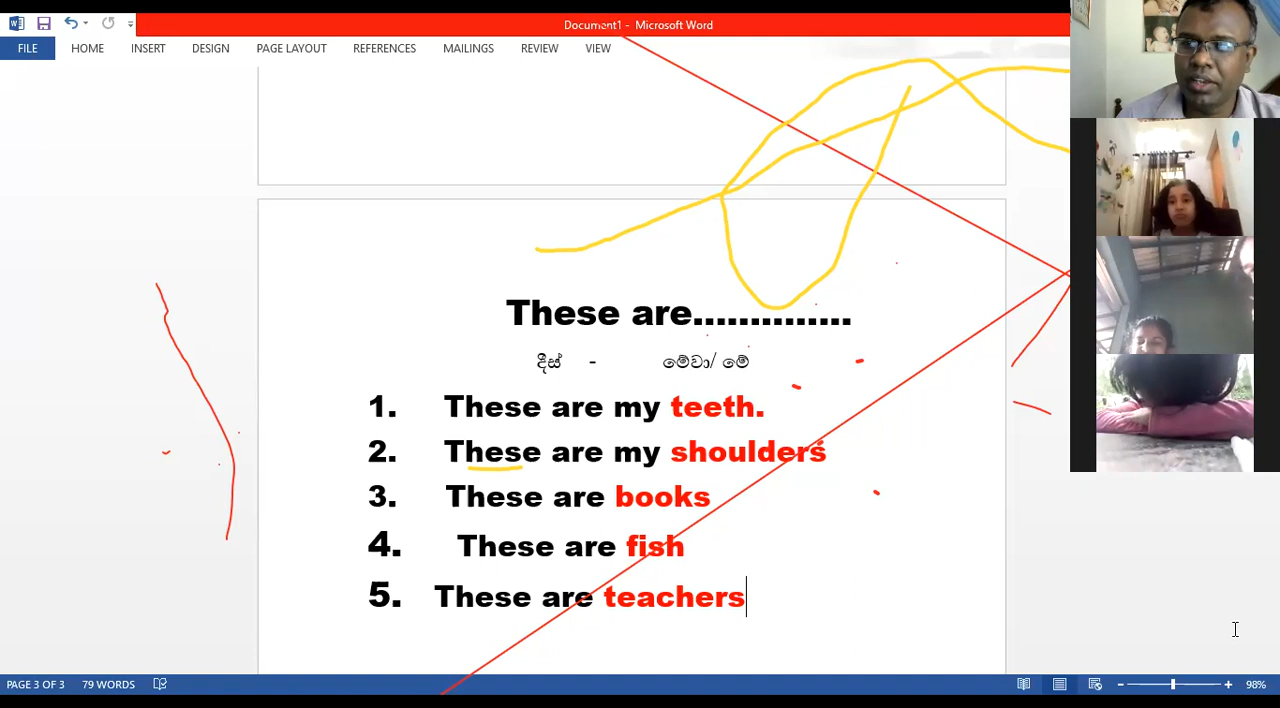 Document1 - Microsoft Word
FILE HOME INSERT DESIGN PAGE LAYOUT REFERENCES MAILINGS REVIEW VIEW
These are..............
දීස් - මේවා/ මේ
1. These are my teeth.
2. These are my shoulders
3. These are books
4. These are fish
5. These are teachers
PAGE 3 OF 3 79 WORDS 98%